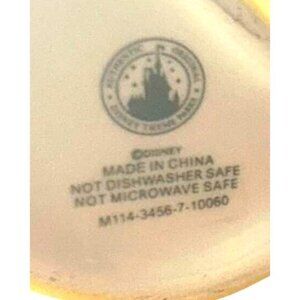 AUTHENTIC ORIGINAL
DISNEY THEME PARKS
©DISNEY
MADE IN CHINA
NOT DISHWASHER SAFE
NOT MICROWAVE SAFE
M114-3456-7-10060